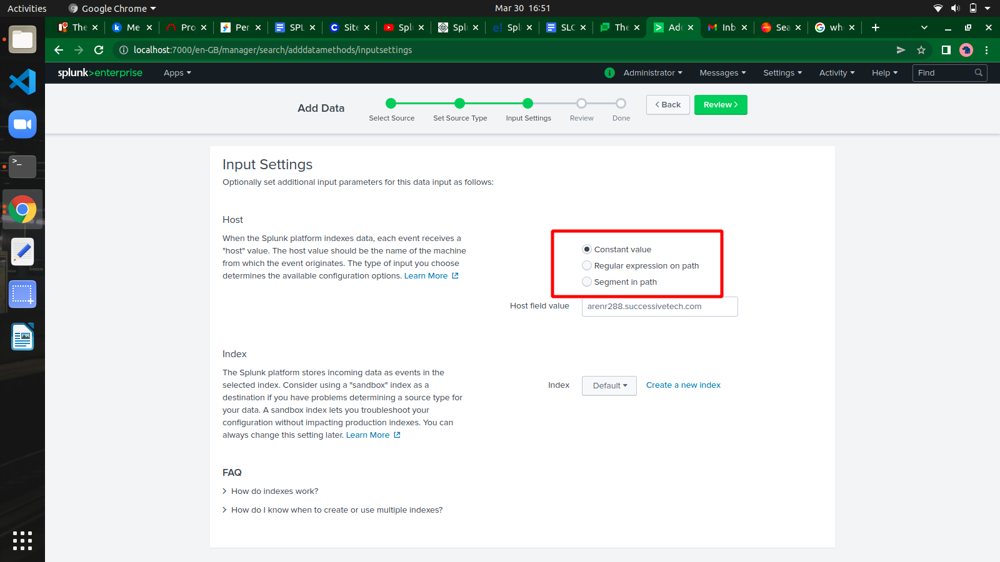 Activities Google Chrome Mar 30 16:51
The Me Pro Per SPL Site Splu Splu Splu SLO The Add Inb Sea whe
localhost:7000/en-GB/manager/search/adddatamethods/inputsettings
splunk>enterprise Apps i Administrator Messages Settings Activity Help Find
Add Data
Select Source Set Source Type Input Settings Review Done
< Back Review >
Input Settings
Optionally set additional input parameters for this data input as follows:
Host
When the Splunk platform indexes data, each event receives a
"host" value. The host value should be the name of the machine
from which the event originates. The type of input you choose
determines the available configuration options. Learn More
Constant value
Regular expression on path
Segment in path
Host field value arenr288.successivetech.com
Index
The Splunk platform stores incoming data as events in the
selected index. Consider using a "sandbox" index as a
destination if you have problems determining a source type for
your data. A sandbox index lets you troubleshoot your
configuration without impacting production indexes. You can
always change this setting later. Learn More
Index Default Create a new index
FAQ
> How do indexes work?
> How do I know when to create or use multiple indexes?